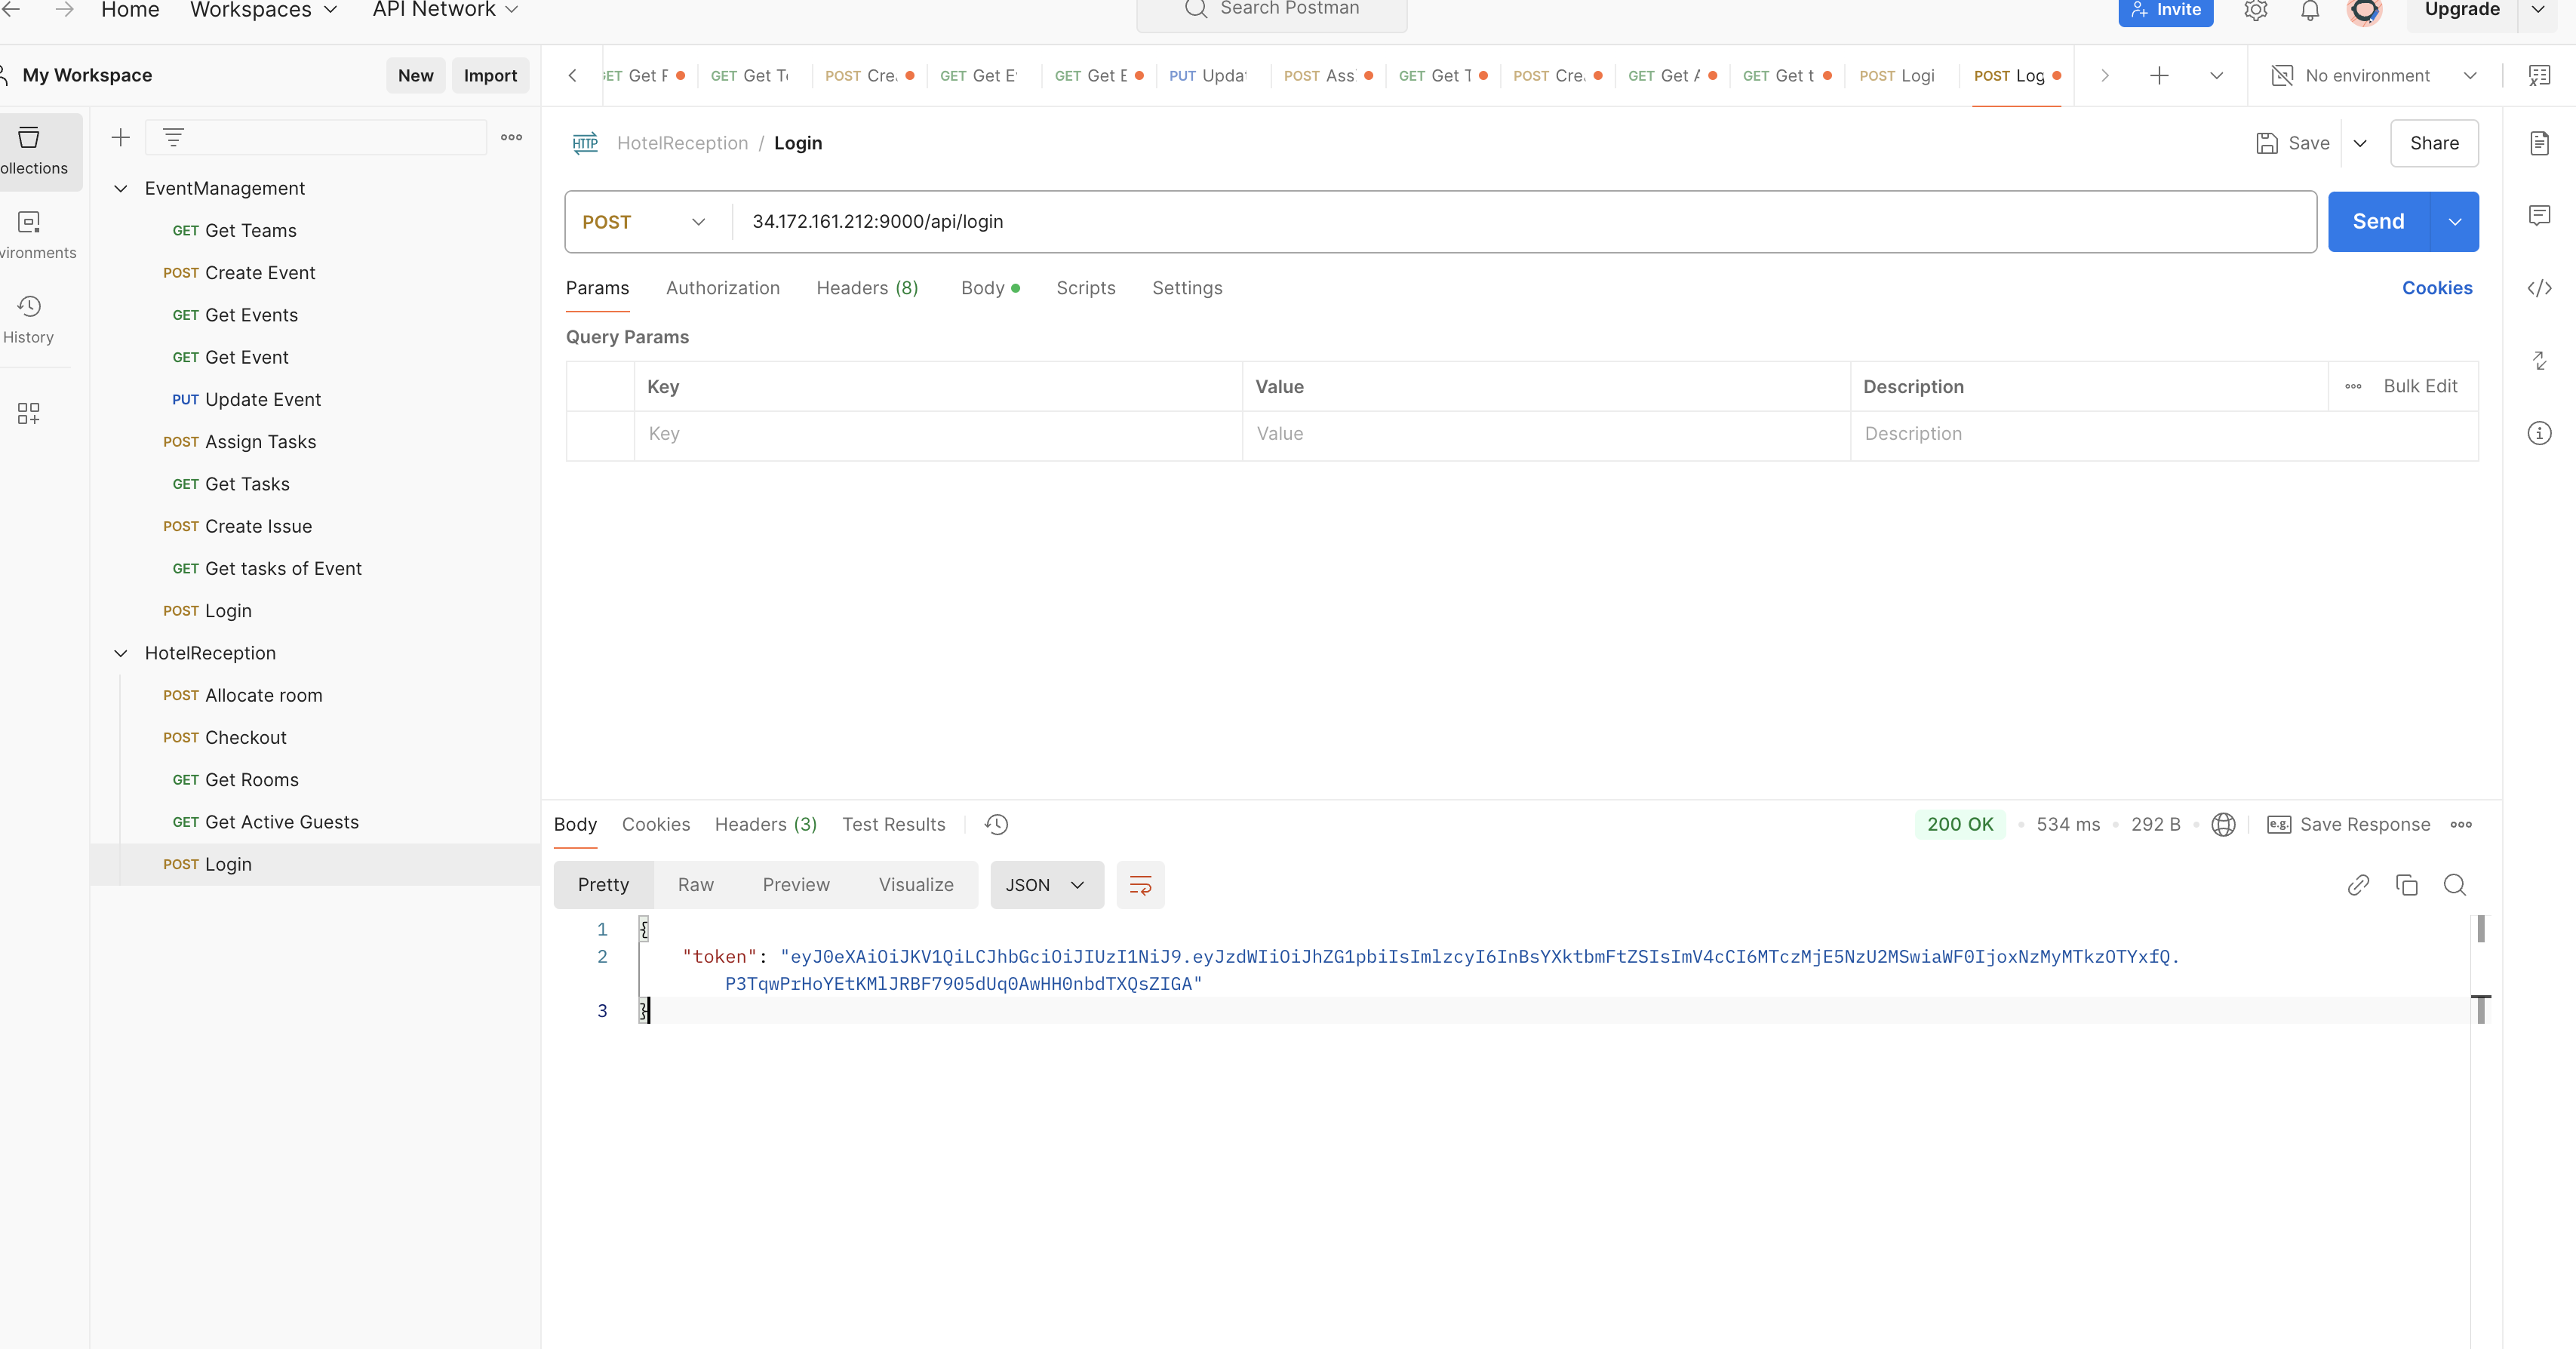 Home Workspaces API Network
Search Postman
Invite
Upgrade
My Workspace
New Import
GET Get F GET Get T POST Cre GET Get E GET Get E PUT Upda POST Ass GET Get T POST Cre GET Get A GET Get t POST Logi POST Log
No environment
ollections
vironments
History
EventManagement
GET Get Teams
POST Create Event
GET Get Events
GET Get Event
PUT Update Event
POST Assign Tasks
GET Get Tasks
POST Create Issue
GET Get tasks of Event
POST Login
HotelReception
POST Allocate room
POST Checkout
GET Get Rooms
GET Get Active Guests
POST Login
HTTP HotelReception / Login
Save
Share
POST 34.172.161.212:9000/api/login
Send
Params Authorization Headers (8) Body Scripts Settings
Cookies
Query Params
Key Value Description Bulk Edit
Key Value Description
Body Cookies Headers (3) Test Results
200 OK 534 ms 292 B e.g. Save Response
Pretty Raw Preview Visualize JSON
1 {
2 "token": "eyJ0eXAiOiJKV1QiLCJhbGciOiJIUzI1NiJ9.eyJzdWIiOiJhZG1pbiIsImlzcyI6InBsYXktbmFtZSIsImV4cCI6MTczMjE5NzU2MSwiaWF0IjoxNzMyMTkzOTYxfQ.
P3TqwPrHoYEtKMlJRBF7905dUq0AwHH0nbdTXQsZIGA"
3 }